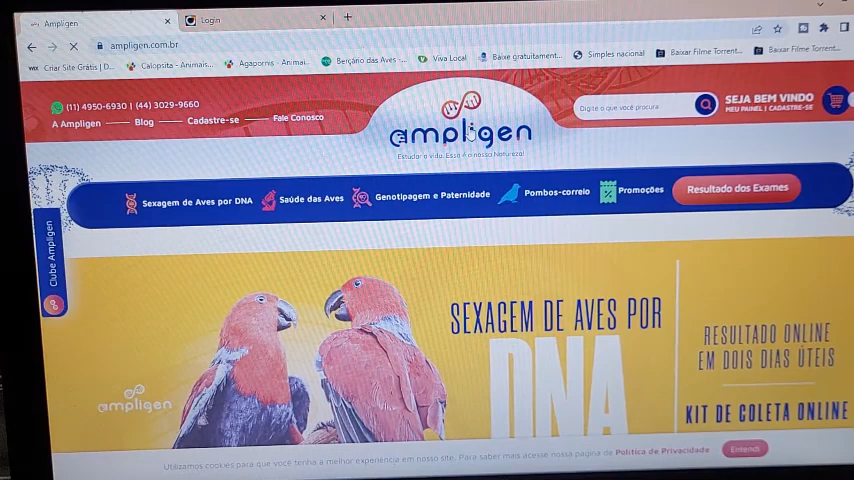 Ampligen
Login
ampligen.com.br
WIX Criar Site Grátis | D...
Calopsita - Animais...
Agapornis - Animai...
Berçário das Aves -...
Viva Local
Baixe gratuitament...
Simples nacional
Baixar Filme Torrent...
Baixar Filme Torrent...
(11) 4950-6930 | (44) 3029-9660
A Ampligen
Blog
Cadastre-se
Fale Conosco
ampligen
Estudar a vida. Essa é a nossa Natureza!
Digite o que você procura
SEJA BEM VINDO
MEU PAINEL | CADASTRE-SE
Sexagem de Aves por DNA
Saúde das Aves
Genotipagem e Paternidade
Pombos-correio
Promoções
Resultado dos Exames
Clube Ampligen
SEXAGEM DE AVES POR
DNA
RESULTADO ONLINE
EM DOIS DIAS ÚTEIS
KIT DE COLETA ONLINE
ampligen
Utilizamos cookies para que você tenha a melhor experiência em nosso site. Para saber mais acesse nossa página de Política de Privacidade
Entendi